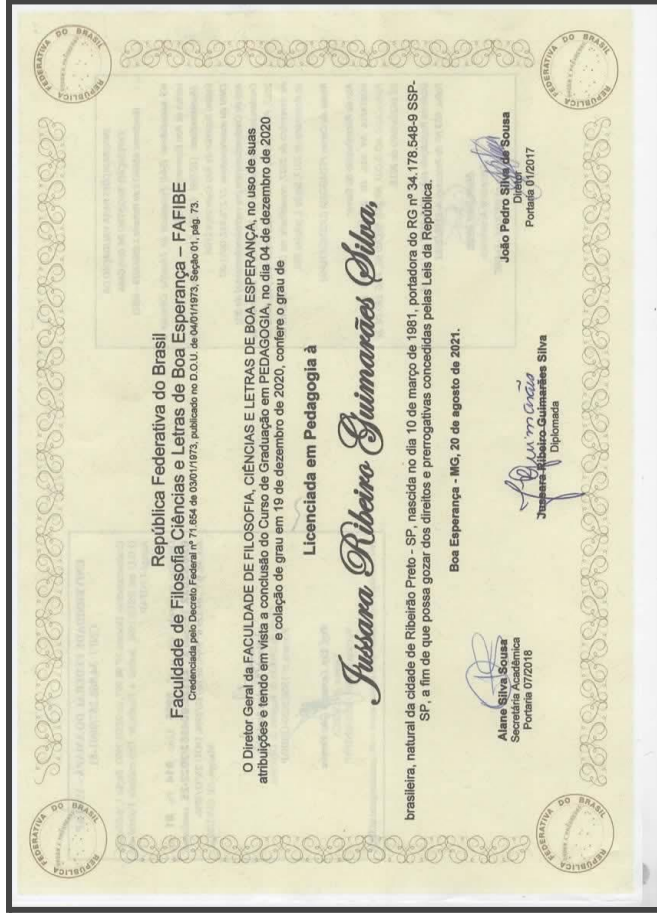 República Federativa do Brasil
Faculdade de Filosofia Ciências e Letras de Boa Esperança – FAFIBE
Credenciada pelo Decreto Federal nº 71.654 de 03/01/1973, publicado no D.O.U. de 04/01/1973, Seção 01, pág. 73.
O Diretor Geral da FACULDADE DE FILOSOFIA, CIÊNCIAS E LETRAS DE BOA ESPERANÇA, no uso de suas
atribuições e tendo em vista a conclusão do Curso de Graduação em PEDAGOGIA, no dia 04 de dezembro de 2020
e colação de grau em 19 de dezembro de 2020, confere o grau de
Licenciada em Pedagogia à
Jussara Ribeiro Guimarães Silva,
brasileira, natural da cidade de Ribeirão Preto - SP, nascida no dia 10 de março de 1981, portadora do RG nº 34.178.548-9 SSP-
SP, a fim de que possa gozar dos direitos e prerrogativas concedidas pelas Leis da República.
Boa Esperança - MG, 20 de agosto de 2021.
Alane Silva Sousa
Secretária Acadêmica
Portaria 07/2018
Guimarães
Jussara Ribeiro Guimarães Silva
Diplomada
João Pedro Silva de Sousa
Diretor
Portaria 01/2017
REPÚBLICA FEDERATIVA DO BRASIL
REPÚBLICA FEDERATIVA DO BRASIL
REPÚBLICA FEDERATIVA DO BRASIL
REPÚBLICA FEDERATIVA DO BRASIL